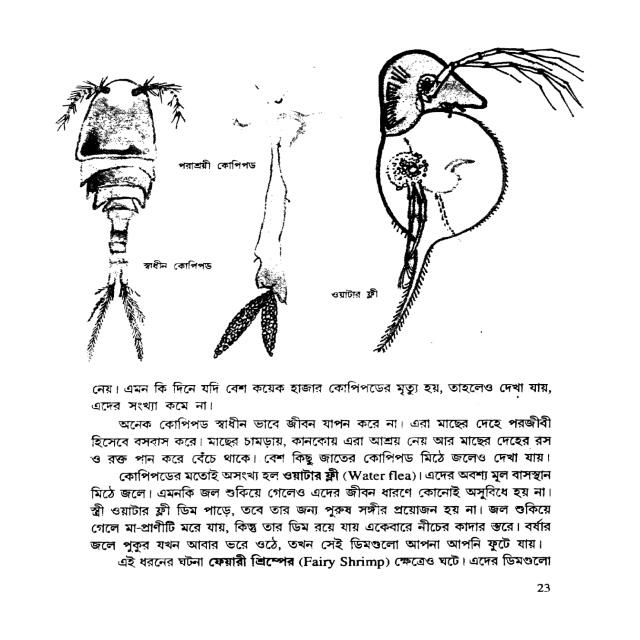 পরাশ্রয়ী কোপিপড
স্বাধীন কোপিপড
ওয়াটার ফ্লী
নেয়। এমন কি দিনে যদি বেশ কয়েক হাজার কোপিপডের মৃত্যু হয়, তাহলেও দেখা যায়,
এদের সংখ্যা কমে না।
অনেক কোপিপড স্বাধীন ভাবে জীবন যাপন করে না। এরা মাছের দেহে পরজীবী
হিসেবে বসবাস করে। মাছের চামড়ায়, কানকোয় এরা আশ্রয় নেয় আর মাছের দেহের রস
ও রক্ত পান করে বেঁচে থাকে। বেশ কিছু জাতের কোপিপড মিঠে জলেও দেখা যায়।
কোপিপডের মতোই অসংখ্য হল ওয়াটার ফ্লী (Water flea)। এদের অবশ্য মূল বাসস্থান
মিঠে জলে। এমনকি জল শুকিয়ে গেলেও এদের জীবন ধারণে কোনোই অসুবিধে হয় না।
স্ত্রী ওয়াটার ফ্লী ডিম পাড়ে, তবে তার জন্য পুরুষ সঙ্গীর প্রয়োজন হয় না। জল শুকিয়ে
গেলে মা-প্রাণীটি মরে যায়, কিন্তু তার ডিম রয়ে যায় একেবারে নীচের কাদার স্তরে। বর্ষার
জলে পুকুর যখন আবার ভরে ওঠে, তখন সেই ডিমগুলো আপনা আপনি ফুটে যায়।
এই ধরনের ঘটনা ফেয়ারী শ্রিম্পের (Fairy Shrimp) ক্ষেত্রেও ঘটে। এদের ডিমগুলো
23